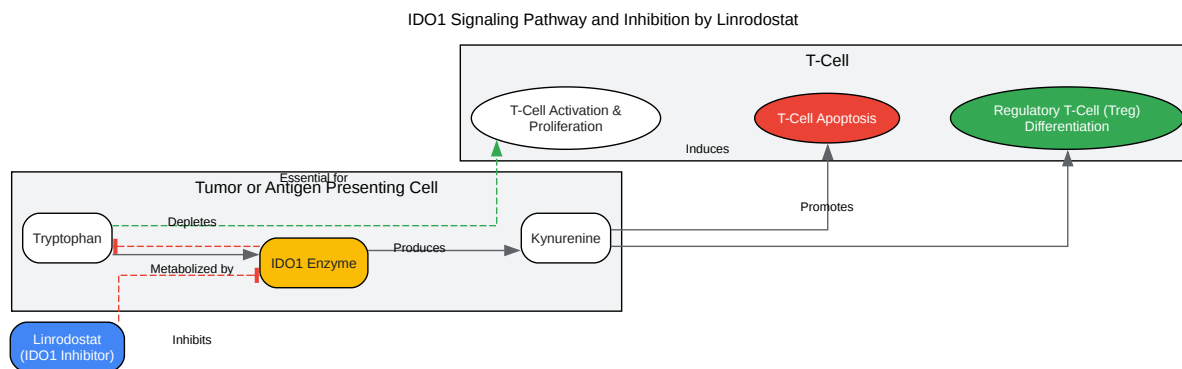 IDO1 Signaling Pathway and Inhibition by Linrodostat
T-Cell
T-Cell Activation &
Proliferation
T-Cell Apoptosis
Regulatory T-Cell (Treg)
Differentiation
Induces
Essential for
Tumor or Antigen Presenting Cell
Promotes
Depletes
Tryptophan
Kynurenine
Produces
IDO1 Enzyme
Metabolized by
Linrodostat
(IDO1 Inhibitor)
Inhibits